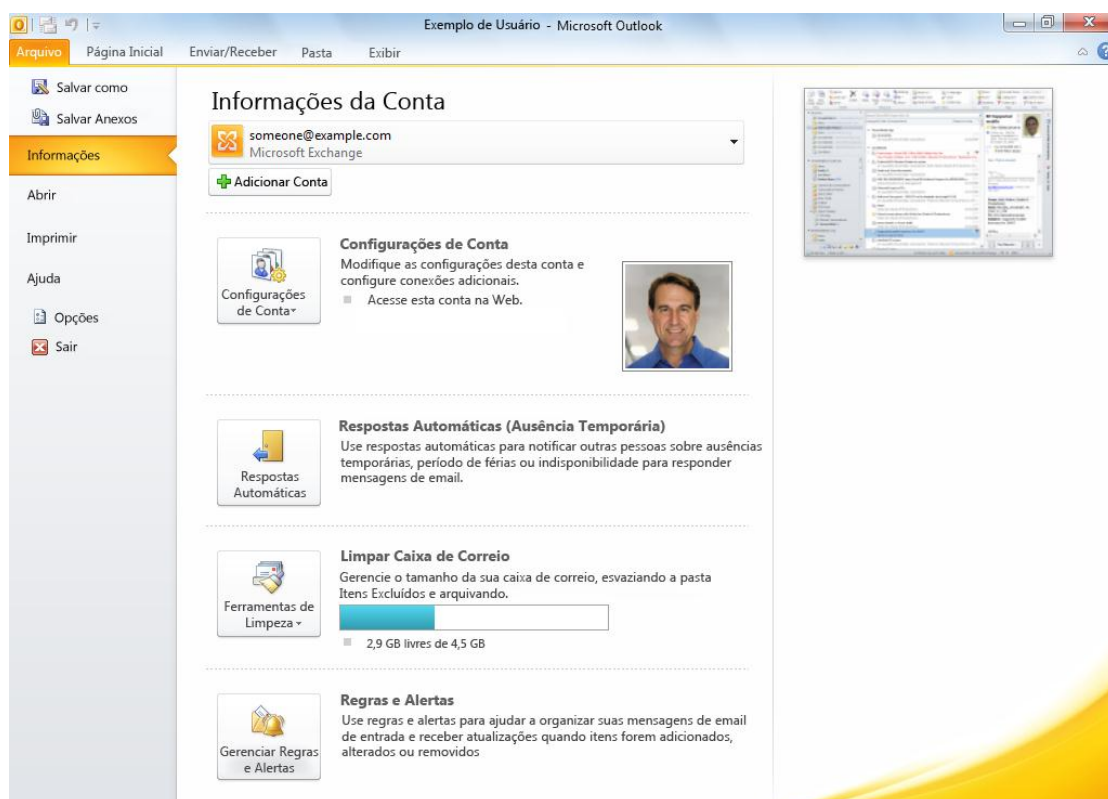 Exemplo de Usuário - Microsoft Outlook
Arquivo Página Inicial Enviar/Receber Pasta Exibir
Salvar como
Salvar Anexos
Informações
Abrir
Imprimir
Ajuda
Opções
Sair
Informações da Conta
someone@example.com
Microsoft Exchange
Adicionar Conta
Configurações
de Conta
Configurações de Conta
Modifique as configurações desta conta e
configure conexões adicionais.
Acesse esta conta na Web.
Respostas
Automáticas
Respostas Automáticas (Ausência Temporária)
Use respostas automáticas para notificar outras pessoas sobre ausências
temporárias, período de férias ou indisponibilidade para responder
mensagens de email.
Ferramentas de
Limpeza
Limpar Caixa de Correio
Gerencie o tamanho da sua caixa de correio, esvaziando a pasta
Itens Excluídos e arquivando.
2,9 GB livres de 4,5 GB
Gerenciar Regras
e Alertas
Regras e Alertas
Use regras e alertas para ajudar a organizar suas mensagens de email
de entrada e receber atualizações quando itens forem adicionados,
alterados ou removidos